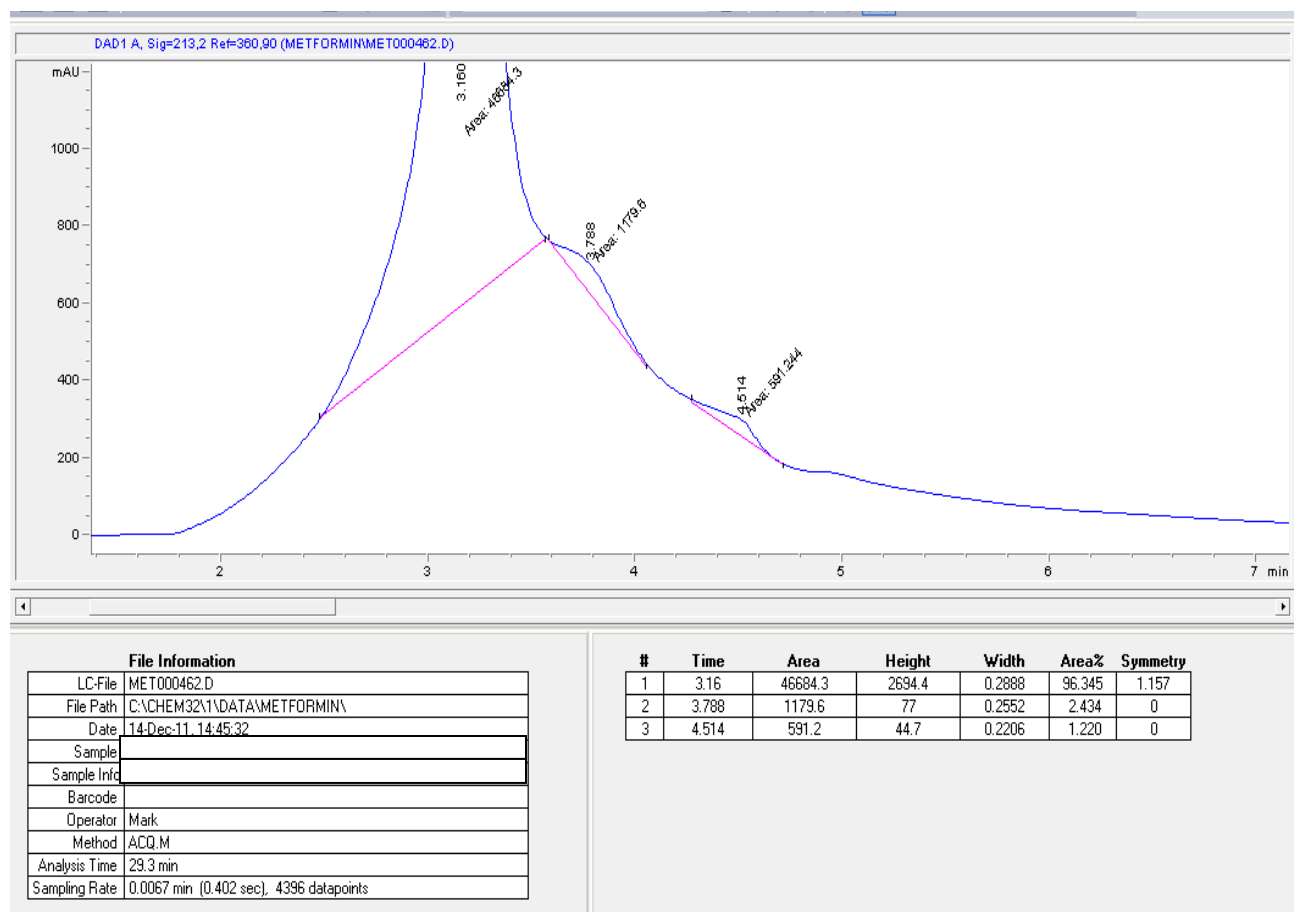 DAD1 A, Sig=213,2 Ref=360,90 (METFORMIN\MET000462.D)
mAU
1000
800
600
400
200
0
3.160
Area: 46684.3
3.788
Area: 1179.6
4.514
Area: 591.244
2 3 4 5 6 7 min
File Information
LC-File MET000462.D
File Path C:\CHEM32\1\DATA\METFORMIN\
Date 14-Dec-11, 14:45:32
Sample
Sample Info
Barcode
Operator Mark
Method ACQ.M
Analysis Time 29.3 min
Sampling Rate 0.0067 min (0.402 sec), 4396 datapoints
# Time Area Height Width Area% Symmetry
1 3.16 46684.3 2694.4 0.2888 96.345 1.157
2 3.788 1179.6 77 0.2552 2.434 0
3 4.514 591.2 44.7 0.2206 1.220 0